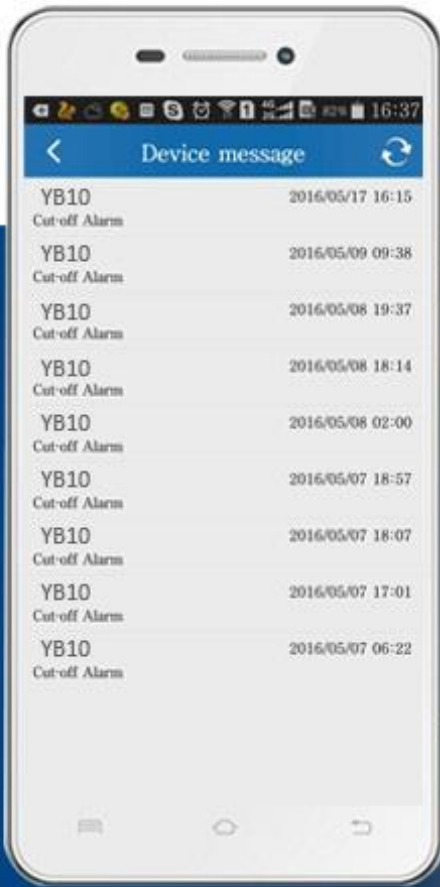 82% 16:37
Device message
YB10 2016/05/17 16:15
Cut-off Alarm
YB10 2016/05/09 09:38
Cut-off Alarm
YB10 2016/05/08 19:37
Cut-off Alarm
YB10 2016/05/08 18:14
Cut-off Alarm
YB10 2016/05/08 02:00
Cut-off Alarm
YB10 2016/05/07 18:57
Cut-off Alarm
YB10 2016/05/07 18:07
Cut-off Alarm
YB10 2016/05/07 17:01
Cut-off Alarm
YB10 2016/05/07 06:22
Cut-off Alarm